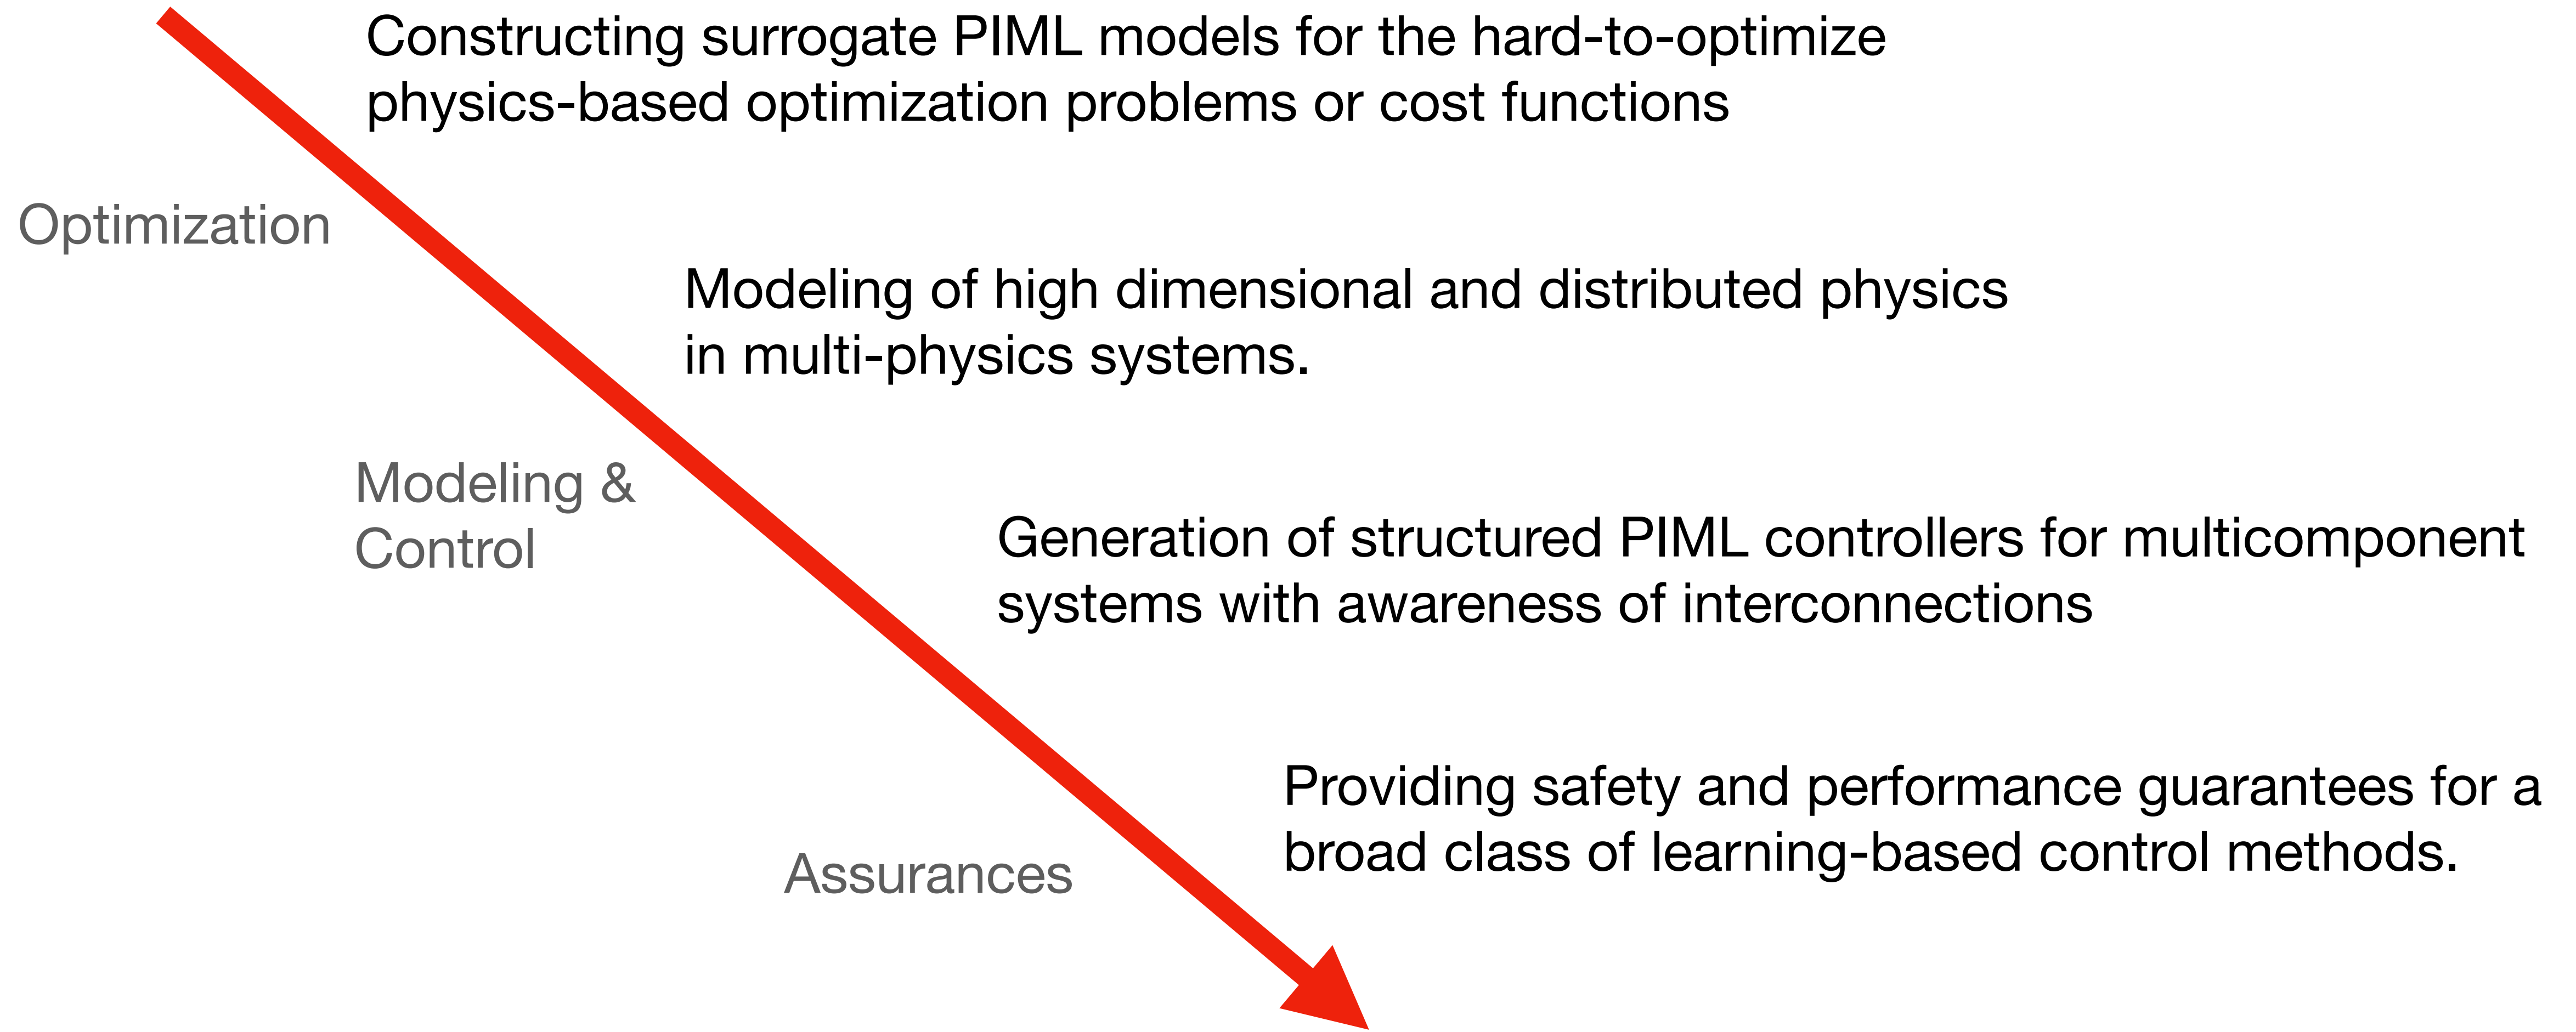 Constructing surrogate PIML models for the hard-to-optimize
physics-based optimization problems or cost functions
Optimization
Modeling of high dimensional and distributed physics
in multi-physics systems.
Modeling &
Control
Generation of structured PIML controllers for multicomponent
systems with awareness of interconnections
Providing safety and performance guarantees for a
broad class of learning-based control methods.
Assurances